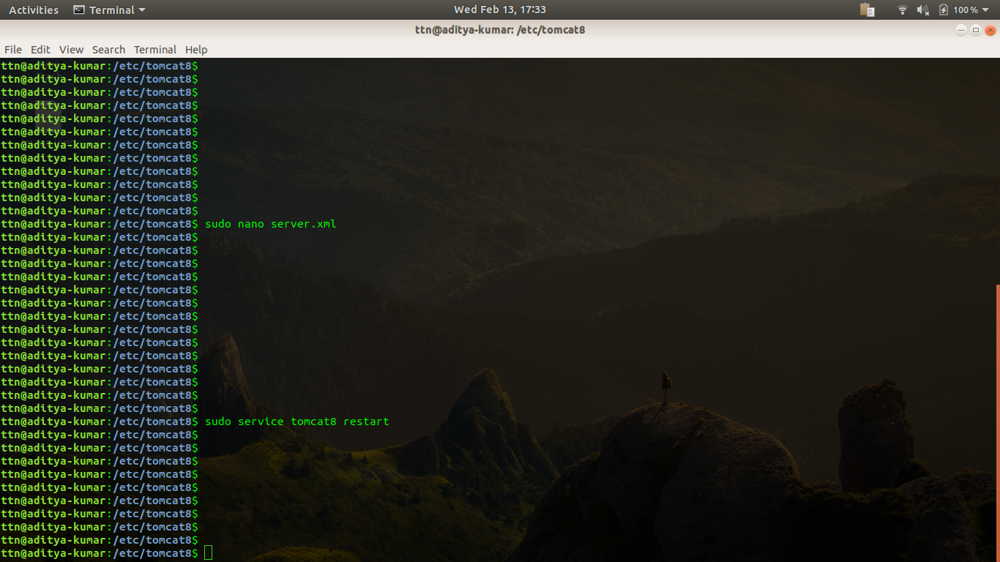 Activities Terminal Wed Feb 13, 17:33 100 %
ttn@aditya-kumar: /etc/tomcat8
File Edit View Search Terminal Help
ttn@aditya-kumar:/etc/tomcat8$
ttn@aditya-kumar:/etc/tomcat8$
ttn@aditya-kumar:/etc/tomcat8$
ttn@aditya-kumar:/etc/tomcat8$
ttn@aditya-kumar:/etc/tomcat8$
ttn@aditya-kumar:/etc/tomcat8$
ttn@aditya-kumar:/etc/tomcat8$
ttn@aditya-kumar:/etc/tomcat8$
ttn@aditya-kumar:/etc/tomcat8$
ttn@aditya-kumar:/etc/tomcat8$
ttn@aditya-kumar:/etc/tomcat8$
ttn@aditya-kumar:/etc/tomcat8$
ttn@aditya-kumar:/etc/tomcat8$ sudo nano server.xml
ttn@aditya-kumar:/etc/tomcat8$
ttn@aditya-kumar:/etc/tomcat8$
ttn@aditya-kumar:/etc/tomcat8$
ttn@aditya-kumar:/etc/tomcat8$
ttn@aditya-kumar:/etc/tomcat8$
ttn@aditya-kumar:/etc/tomcat8$
ttn@aditya-kumar:/etc/tomcat8$
ttn@aditya-kumar:/etc/tomcat8$
ttn@aditya-kumar:/etc/tomcat8$
ttn@aditya-kumar:/etc/tomcat8$
ttn@aditya-kumar:/etc/tomcat8$
ttn@aditya-kumar:/etc/tomcat8$
ttn@aditya-kumar:/etc/tomcat8$
ttn@aditya-kumar:/etc/tomcat8$
ttn@aditya-kumar:/etc/tomcat8$ sudo service tomcat8 restart
ttn@aditya-kumar:/etc/tomcat8$
ttn@aditya-kumar:/etc/tomcat8$
ttn@aditya-kumar:/etc/tomcat8$
ttn@aditya-kumar:/etc/tomcat8$
ttn@aditya-kumar:/etc/tomcat8$
ttn@aditya-kumar:/etc/tomcat8$
ttn@aditya-kumar:/etc/tomcat8$
ttn@aditya-kumar:/etc/tomcat8$
ttn@aditya-kumar:/etc/tomcat8$
ttn@aditya-kumar:/etc/tomcat8$